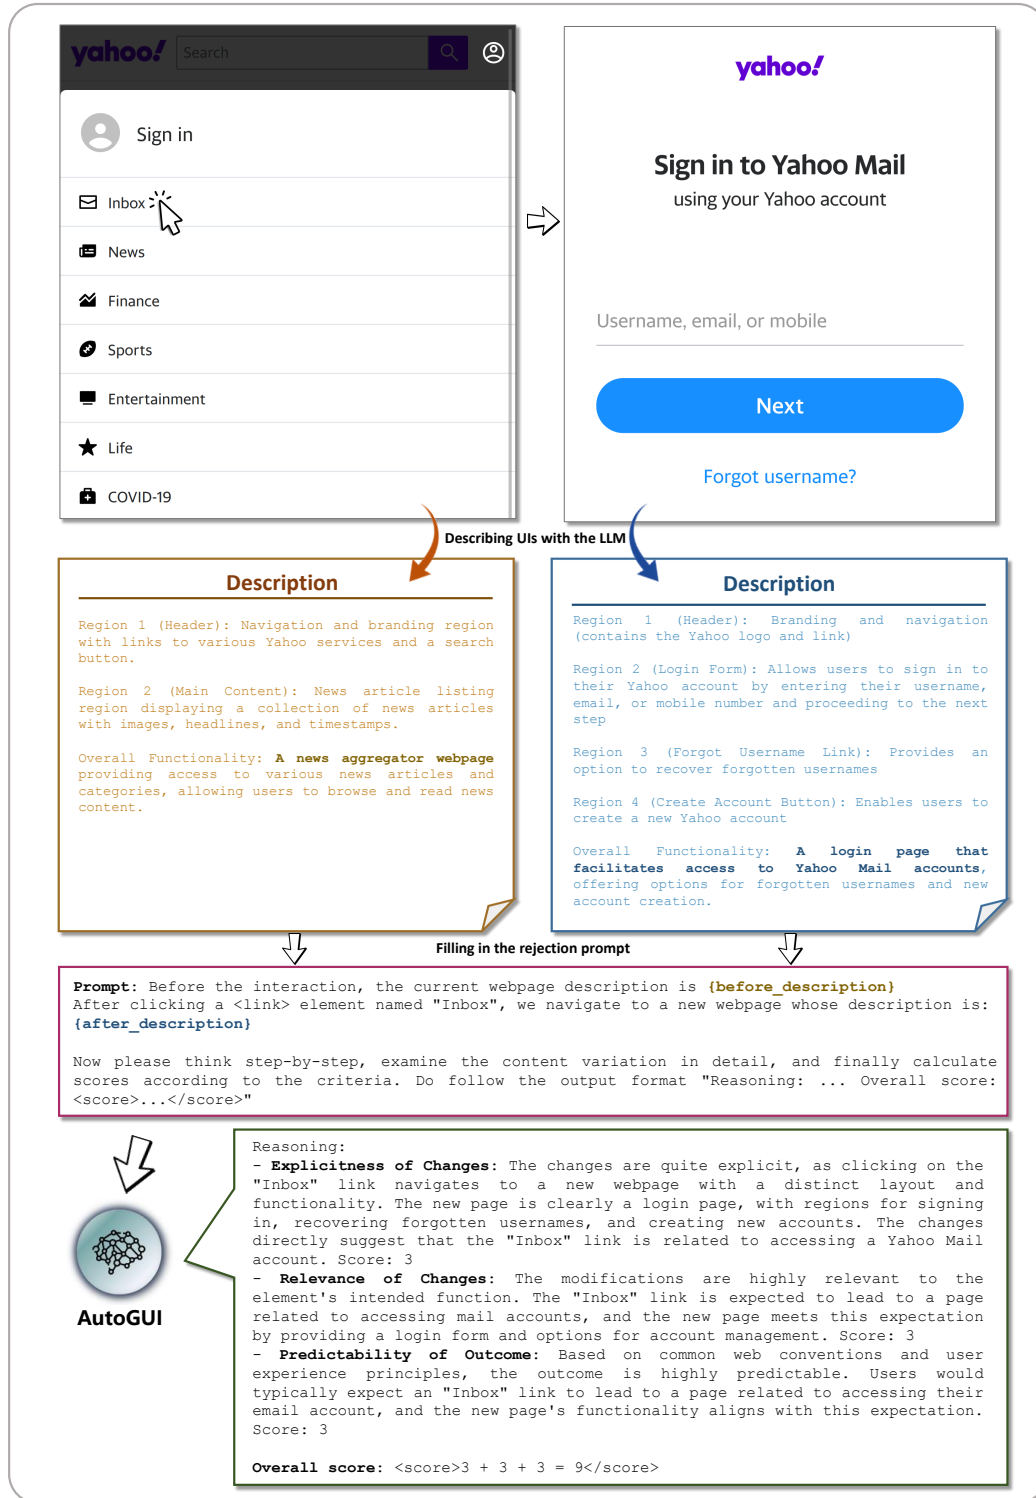 yahoo!
Search
Sign in
Inbox
News
Finance
Sports
Entertainment
Life
COVID-19
yahoo!
Sign in to Yahoo Mail
using your Yahoo account
Username, email, or mobile
Next
Forgot username?
Describing UIs with the LLM
Description
Region 1 (Header): Navigation and branding region
with links to various Yahoo services and a search
button.
Region 2 (Main Content): News article listing
region displaying a collection of news articles
with images, headlines, and timestamps.
Overall Functionality: A news aggregator webpage
providing access to various news articles and
categories, allowing users to browse and read news
content.
Description
Region 1 (Header): Branding and navigation
(contains the Yahoo logo and link)
Region 2 (Login Form): Allows users to sign in to
their Yahoo account by entering their username,
email, or mobile number and proceeding to the next
step
Region 3 (Forgot Username Link): Provides an
option to recover forgotten usernames
Region 4 (Create Account Button): Enables users to
create a new Yahoo account
Overall Functionality: A login page that
facilitates access to Yahoo Mail accounts,
offering options for forgotten usernames and new
account creation.
Filling in the rejection prompt
Prompt: Before the interaction, the current webpage description is {before_description}
After clicking a <link> element named "Inbox", we navigate to a new webpage whose description is:
{after_description}
Now please think step-by-step, examine the content variation in detail, and finally calculate
scores according to the criteria. Do follow the output format "Reasoning: ... Overall score:
<score>...</score>"
AutoGUI
Reasoning:
- Explicitness of Changes: The changes are quite explicit, as clicking on the
"Inbox" link navigates to a new webpage with a distinct layout and
functionality. The new page is clearly a login page, with regions for signing
in, recovering forgotten usernames, and creating new accounts. The changes
directly suggest that the "Inbox" link is related to accessing a Yahoo Mail
account. Score: 3
- Relevance of Changes: The modifications are highly relevant to the
element's intended function. The "Inbox" link is expected to lead to a page
related to accessing mail accounts, and the new page meets this expectation
by providing a login form and options for account management. Score: 3
- Predictability of Outcome: Based on common web conventions and user
experience principles, the outcome is highly predictable. Users would
typically expect an "Inbox" link to lead to a page related to accessing their
email account, and the new page's functionality aligns with this expectation.
Score: 3
Overall score: <score>3 + 3 + 3 = 9</score>